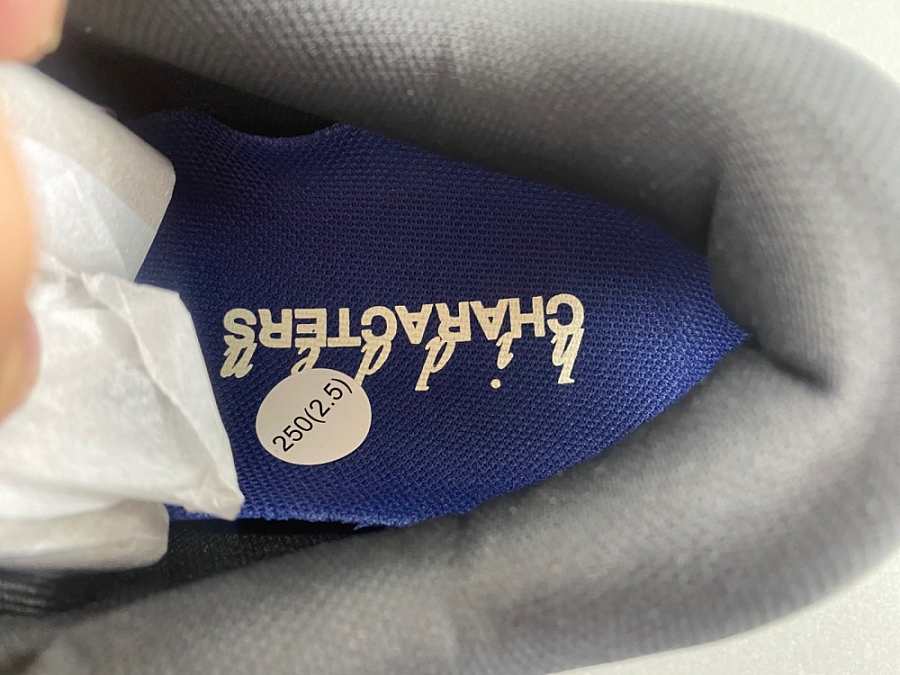 hidden
CHARACTERS
250(2.5)